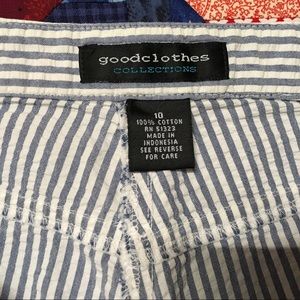 goodclothes
COLLECTIONS
10
100% COTTON
RN 51323
MADE IN
INDONESIA
SEE REVERSE
FOR CARE